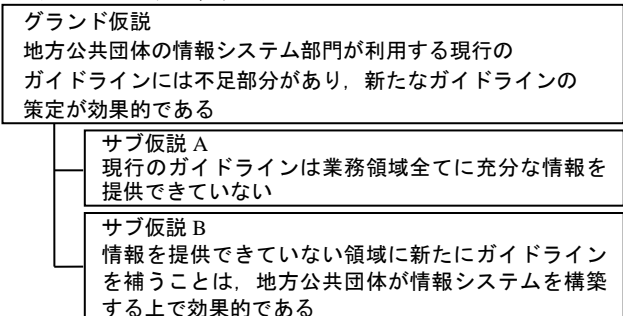 グランド仮説
地方公共団体の情報システム部門が利用する現行の
ガイドラインには不足部分があり，新たなガイドラインの
策定が効果的である
サブ仮説 A
現行のガイドラインは業務領域全てに充分な情報を
提供できていない
サブ仮説 B
情報を提供できていない領域に新たにガイドライン
を補うことは，地方公共団体が情報システムを構築
する上で効果的である